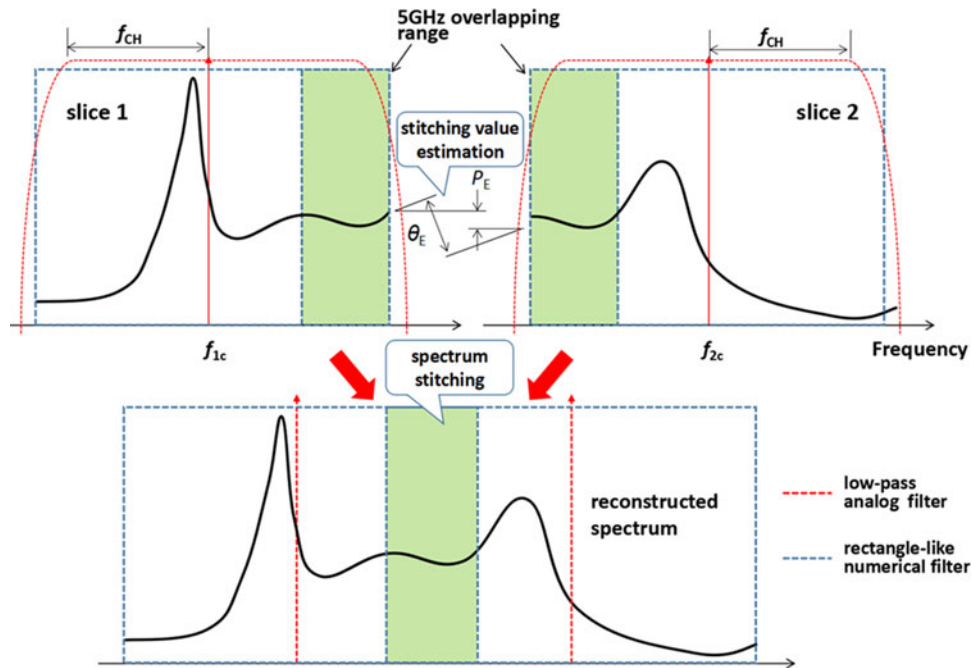 f_CH
5GHz overlapping
range
f_CH
slice 1
slice 2
stitching value
estimation
P_E
θ_E
f_1c
f_2c
Frequency
spectrum
stitching
reconstructed
spectrum
low-pass
analog filter
rectangle-like
numerical filter